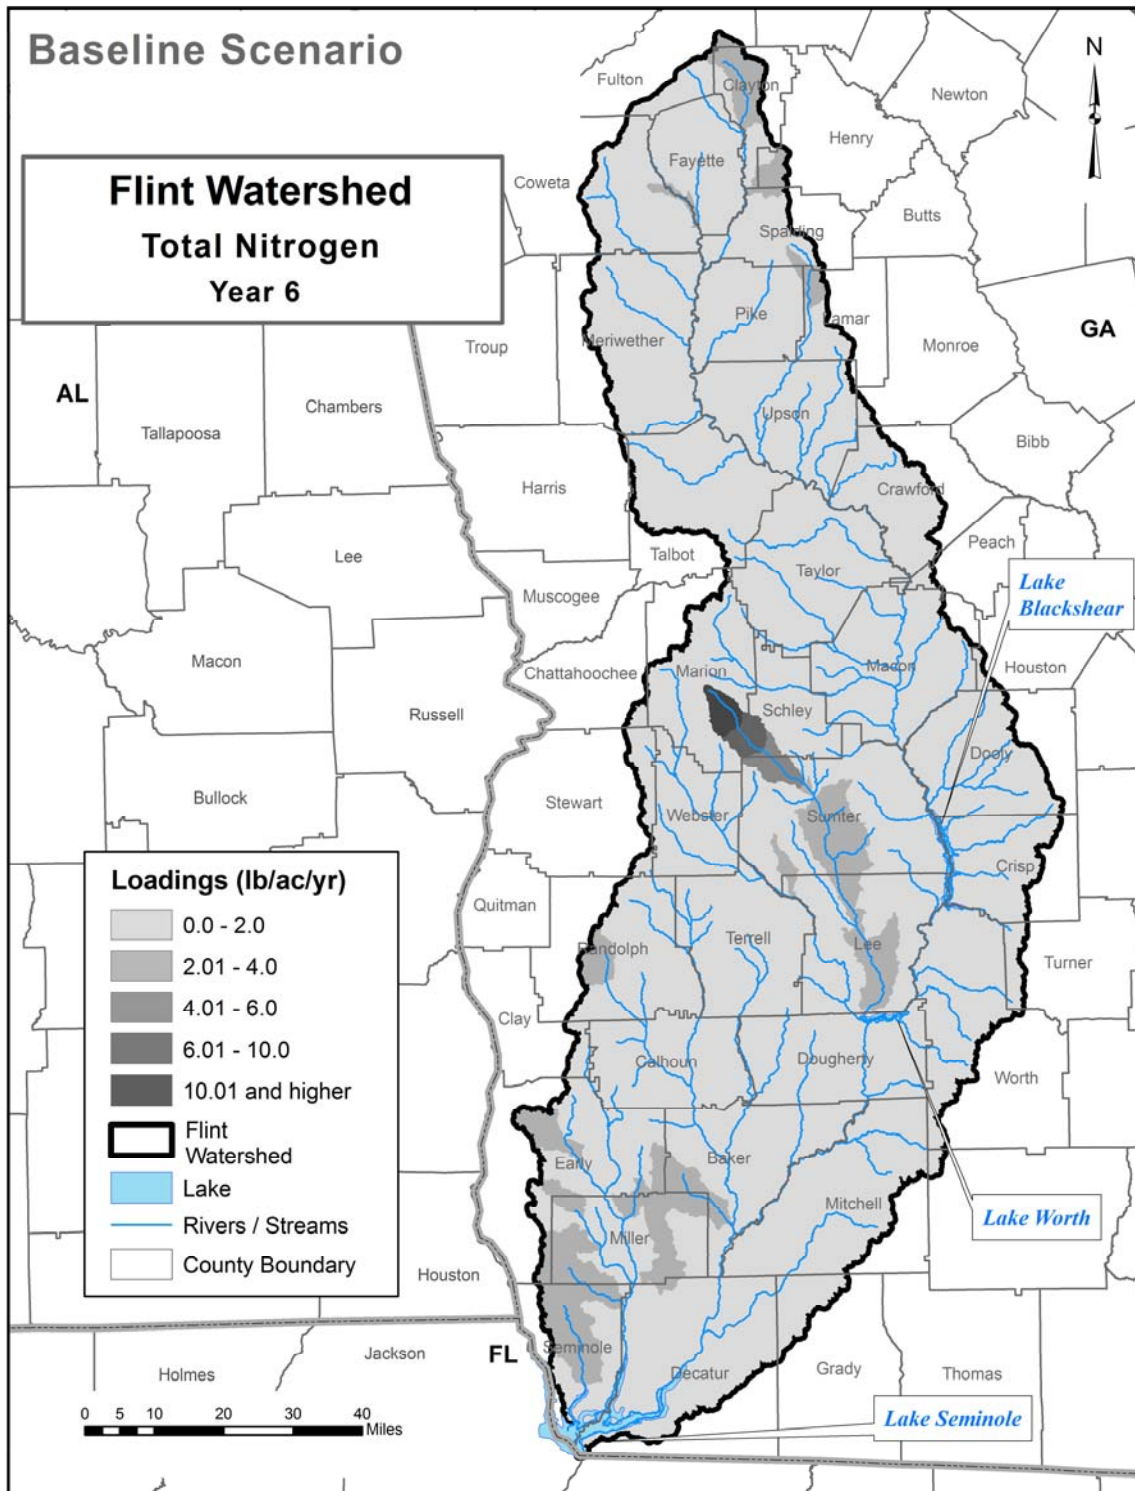 Baseline Scenario
N
Flint Watershed
Total Nitrogen
Year 6
Fulton
Clayton
Newton
Henry
Fayette
Coweta
Butts
Spalding
Pike
Lamar
GA
Troup
Meriwether
Monroe
AL
Chambers
Tallapoosa
Upson
Bibb
Harris
Crawford
Lee
Talbot
Peach
Taylor
Lake
Blackshear
Muscogee
Macon
Chattahoochee
Marion
Macon
Houston
Russell
Schley
Dooly
Bullock
Stewart
Webster
Sumter
Crisp
Quitman
Randolph
Terrell
Lee
Turner
Clay
Calhoun
Dougherty
Worth
Early
Baker
Mitchell
Lake Worth
Miller
Houston
Loadings (lb/ac/yr)
0.0 - 2.0
2.01 - 4.0
4.01 - 6.0
6.01 - 10.0
10.01 and higher
Flint
Watershed
Lake
Rivers / Streams
County Boundary
Seminole
FL
Jackson
Holmes
Decatur
Grady
Thomas
Lake Seminole
0 5 10 20 30 40
Miles